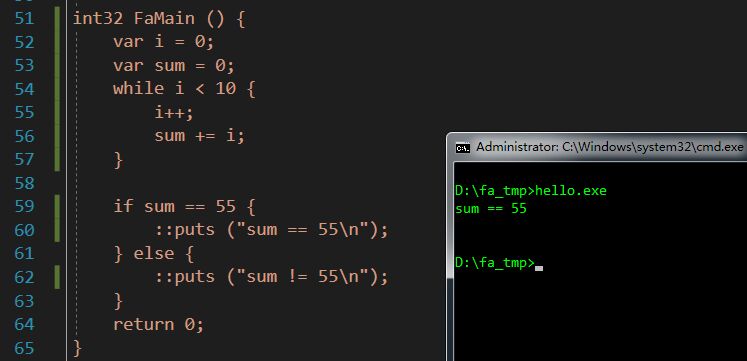 51 int32 FaMain () {
52     var i = 0;
53     var sum = 0;
54     while i < 10 {
55         i++;
56         sum += i;
57     }
58
59     if sum == 55 {
60         ::puts ("sum == 55\n");
61     } else {
62         ::puts ("sum != 55\n");
63     }
64     return 0;
65 }
Administrator: C:\Windows\system32\cmd.exe
D:\fa_tmp>hello.exe
sum == 55
D:\fa_tmp>